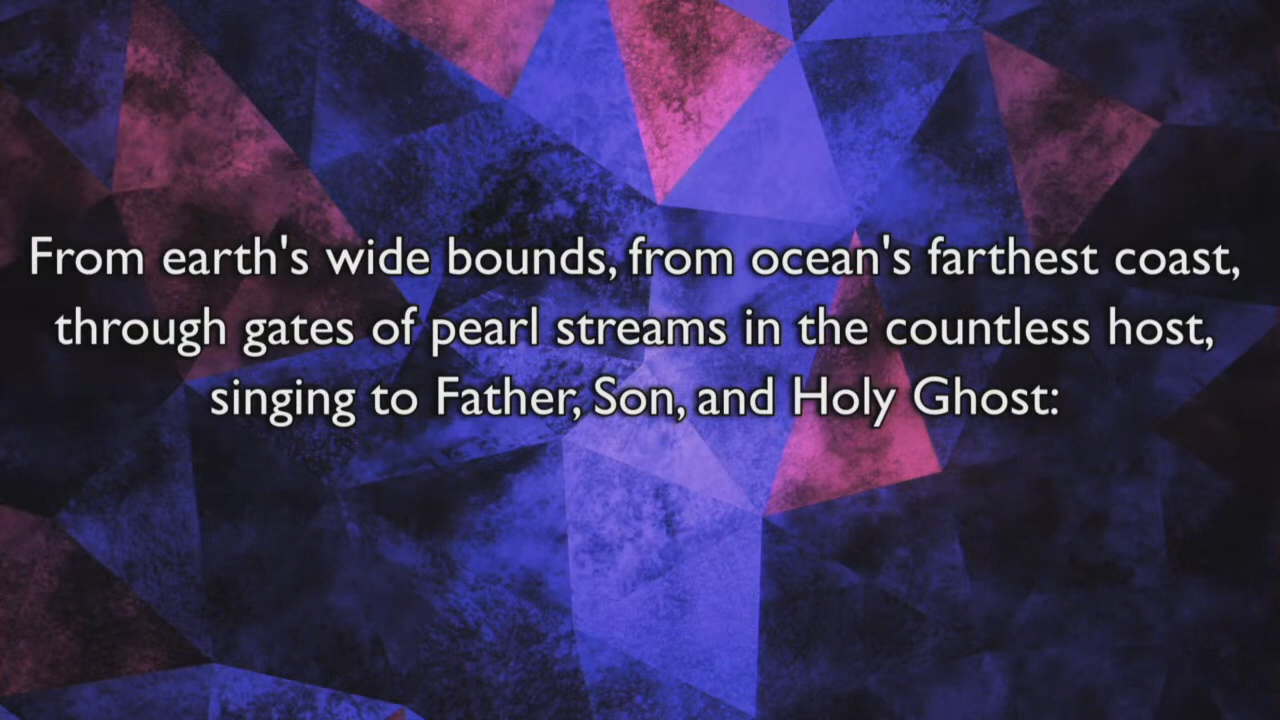 From earth's wide bounds, from ocean's farthest coast,
through gates of pearl streams in the countless host,
singing to Father, Son, and Holy Ghost: